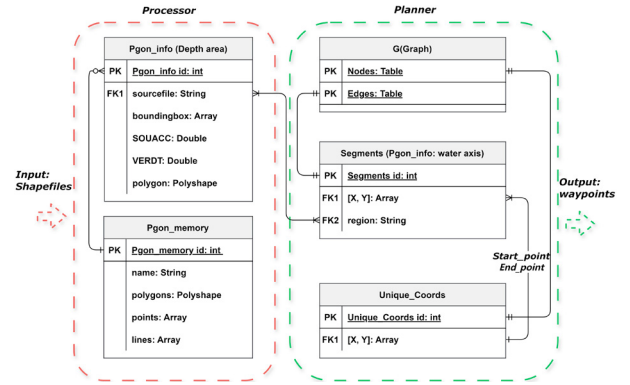 Processor
Planner
Pgon_info (Depth area)
PK Pgon_info id: int
FK1 sourcefile: String
boundingbox: Array
SOUACC: Double
VERDT: Double
polygon: Polyshape
Pgon_memory
PK Pgon_memory id: int
name: String
polygons: Polyshape
points: Array
lines: Array
Input:
Shapefiles
G(Graph)
PK Nodes: Table
PK Edges: Table
Segments (Pgon_info: water axis)
PK Segments id: int
FK1 [X, Y]: Array
FK2 region: String
Start_point
End_point
Unique_Coords
PK Unique_Coords id: int
FK1 [X, Y]: Array
Output:
waypoints